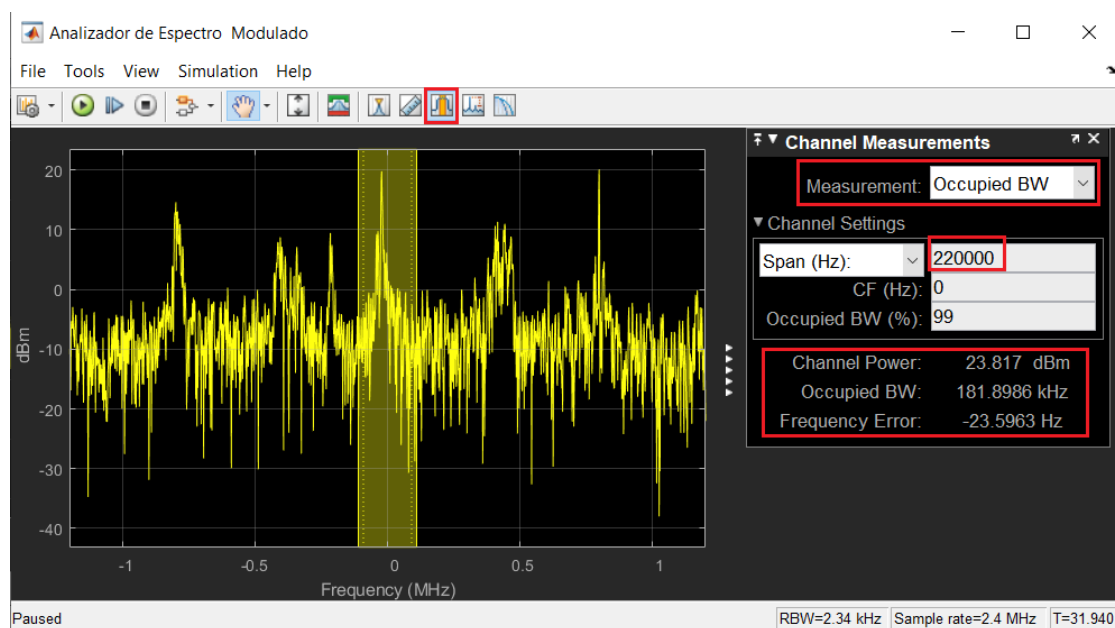 Analizador de Espectro Modulado
File Tools View Simulation Help
Channel Measurements
Measurement: Occupied BW
Channel Settings
Span (Hz): 220000
CF (Hz): 0
Occupied BW (%): 99
Channel Power: 23.817 dBm
Occupied BW: 181.8986 kHz
Frequency Error: -23.5963 Hz
20
10
0
-10
-20
-30
-40
dBm
-1 -0.5 0 0.5 1
Frequency (MHz)
Paused RBW=2.34 kHz Sample rate=2.4 MHz T=31.940